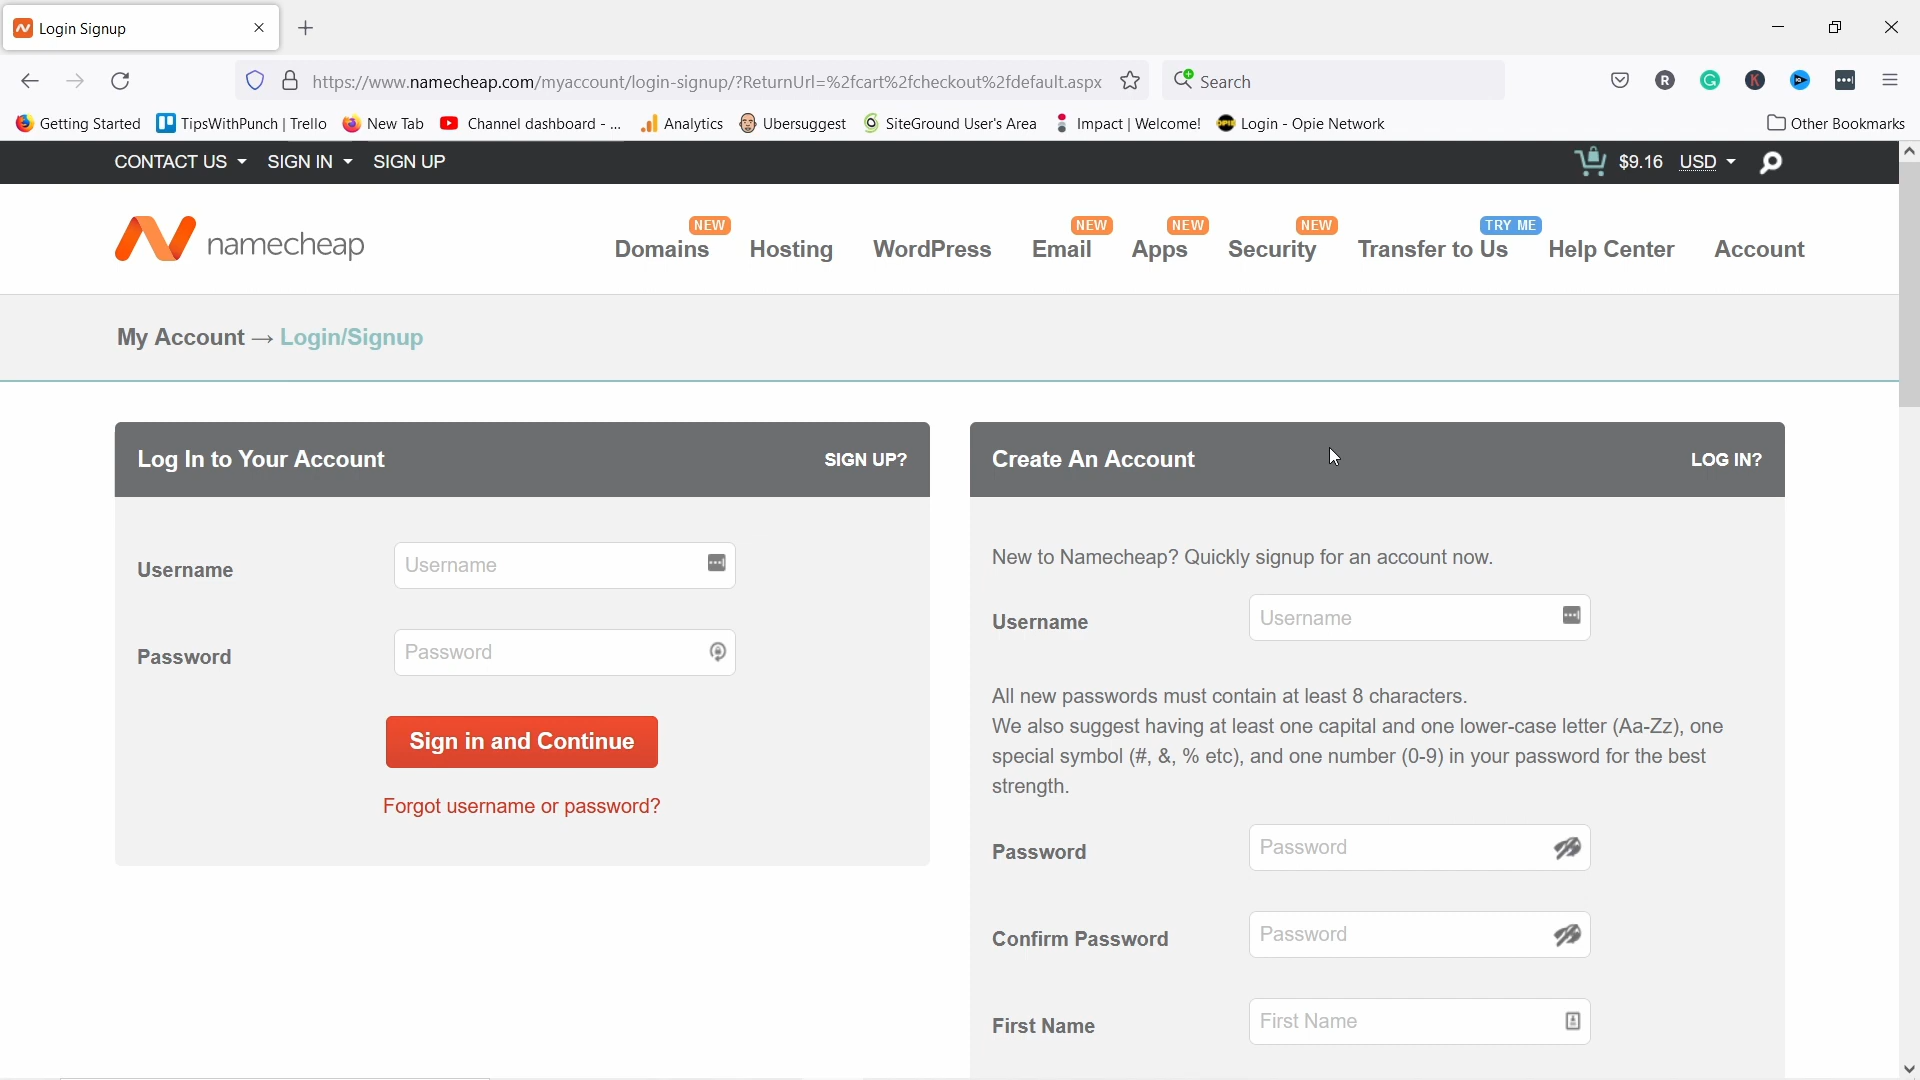 Login Signup
https://www.namecheap.com/myaccount/login-signup/?ReturnUrl=%2fcart%2fcheckout%2fdefault.aspx
Search
Getting Started TipsWithPunch | Trello New Tab Channel dashboard - ... Analytics Ubersuggest SiteGround User's Area Impact | Welcome! Login - Opie Network Other Bookmarks
CONTACT US SIGN IN SIGN UP $9.16 USD
NEW NEW NEW NEW TRY ME
namecheap Domains Hosting WordPress Email Apps Security Transfer to Us Help Center Account
My Account → Login/Signup
Log In to Your Account SIGN UP?
Username Username
Password Password
Sign in and Continue
Forgot username or password?
Create An Account LOG IN?
New to Namecheap? Quickly signup for an account now.
Username Username
All new passwords must contain at least 8 characters.
We also suggest having at least one capital and one lower-case letter (Aa-Zz), one
special symbol (#, &, % etc), and one number (0-9) in your password for the best
strength.
Password Password
Confirm Password Password
First Name First Name